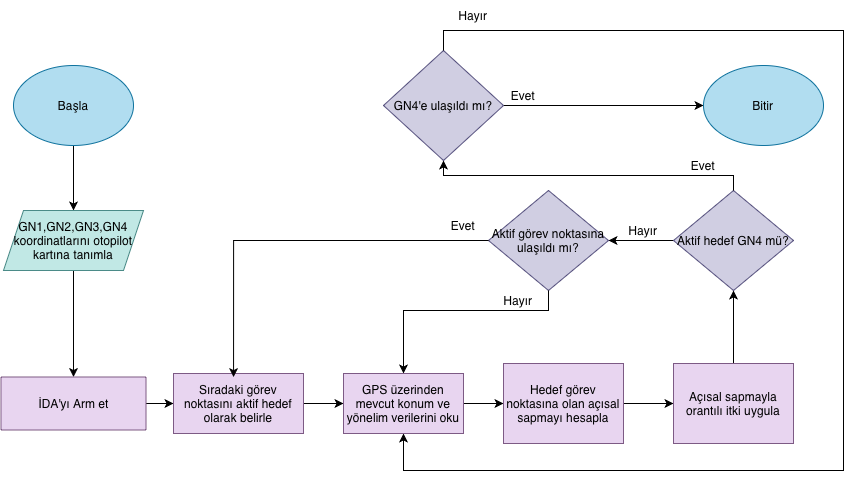 Hayır
Başla
GN4'e ulaşıldı mı?
Evet
Bitir
Evet
GN1,GN2,GN3,GN4
koordinatlarını otopilot
kartına tanımla
Evet
Aktif görev noktasına
ulaşıldı mı?
Hayır
Aktif hedef GN4 mü?
Hayır
İDA'yı Arm et
Sıradaki görev
noktasını aktif hedef
olarak belirle
GPS üzerinden
mevcut konum ve
yönelim verilerini oku
Hedef görev
noktasına olan açısal
sapmayı hesapla
Açısal sapmayla
orantılı itki uygula